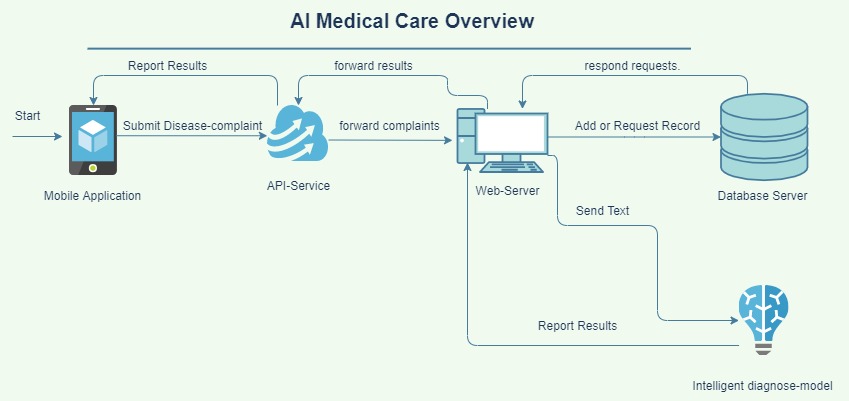 AI Medical Care Overview
Report Results
forward results
respond requests.
Start
Submit Disease-complaint
forward complaints
Add or Request Record
Mobile Application
API-Service
Web-Server
Database Server
Send Text
Report Results
Intelligent diagnose-model